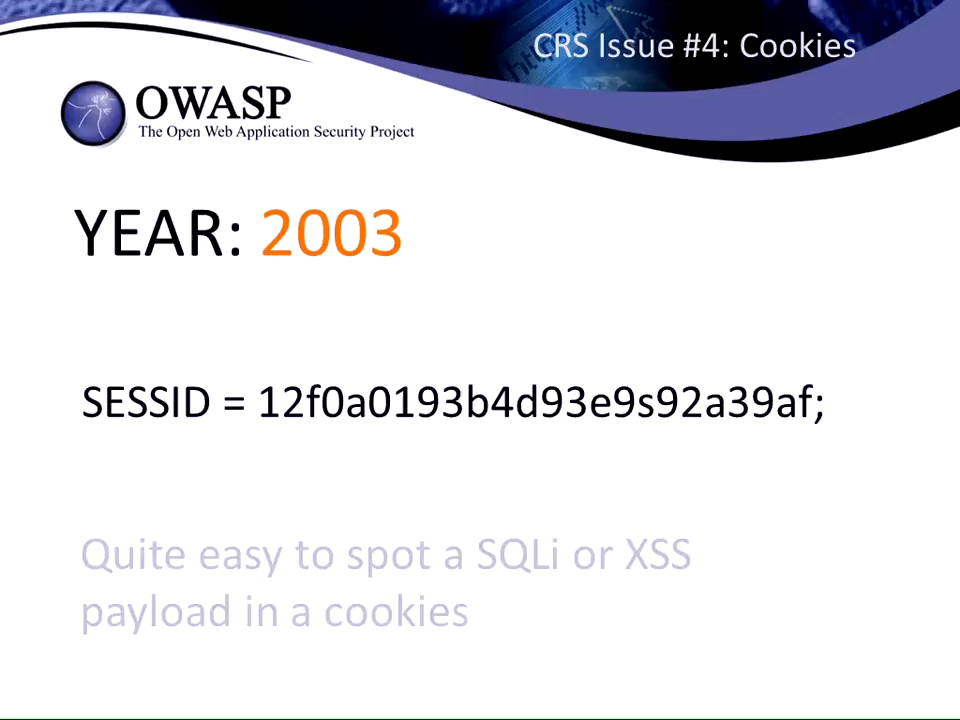 CRS Issue #4: Cookies
OWASP
The Open Web Application Security Project
YEAR: 2003
SESSID = 12f0a0193b4d93e9s92a39af;
Quite easy to spot a SQLi or XSS
payload in a cookies